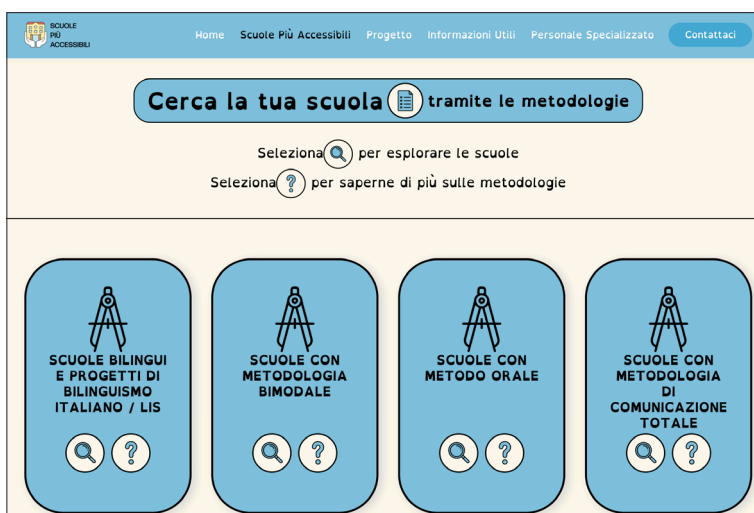 SCUOLE
PIÙ
ACCESSIBILI
Home Scuole Più Accessibili Progetto Informazioni Utili Personale Specializzato Contattaci
Cerca la tua scuola tramite le metodologie
Seleziona per esplorare le scuole
Seleziona ? per saperne di più sulle metodologie
SCUOLE BILINGUI
E PROGETTI DI
BILINGUISMO
ITALIANO / LIS
?
SCUOLE CON
METODOLOGIA
BIMODALE
?
SCUOLE CON
METODO ORALE
?
SCUOLE CON
METODOLOGIA
DI
COMUNICAZIONE
TOTALE
?